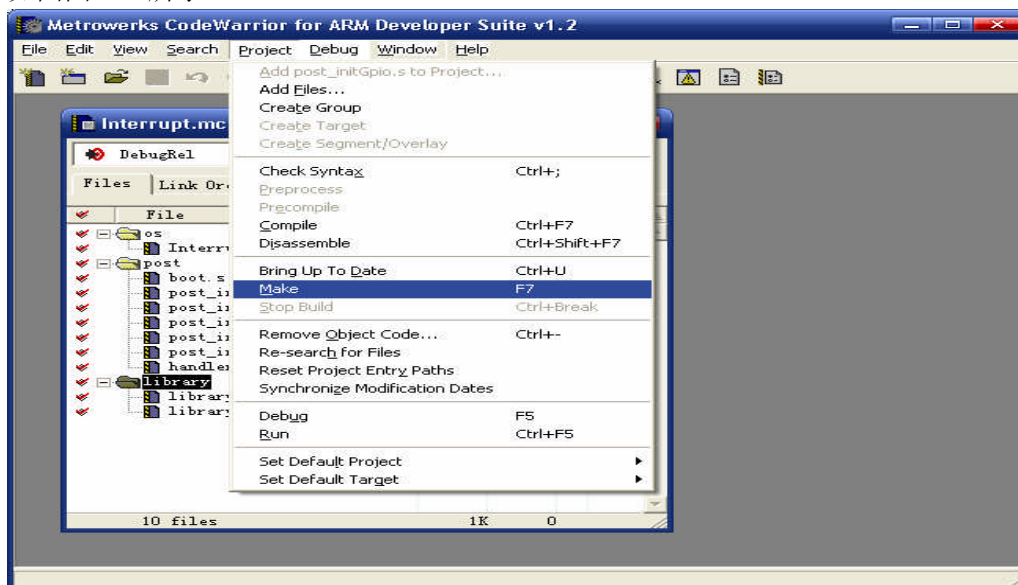 Metrowerks CodeWarrior for ARM Developer Suite v1.2
File Edit View Search Project Debug Window Help
Add post_initGpio.s to Project...
Add Files...
Create Group
Create Target
Create Segment/Overlay
Check Syntax Ctrl+;
Preprocess
Precompile
Compile Ctrl+F7
Disassemble Ctrl+Shift+F7
Bring Up To Date Ctrl+U
Make F7
Stop Build Ctrl+Break
Remove Object Code... Ctrl+-
Re-search for Files
Reset Project Entry Paths
Synchronize Modification Dates
Debug F5
Run Ctrl+F5
Set Default Project
Set Default Target
Interrupt.mc
DebugRel
Files Link Or
File
os
Interr
post
boot.s
post_i
post_i
post_i
post_i
post_i
handle
library
librar
librar
10 files 1K 0